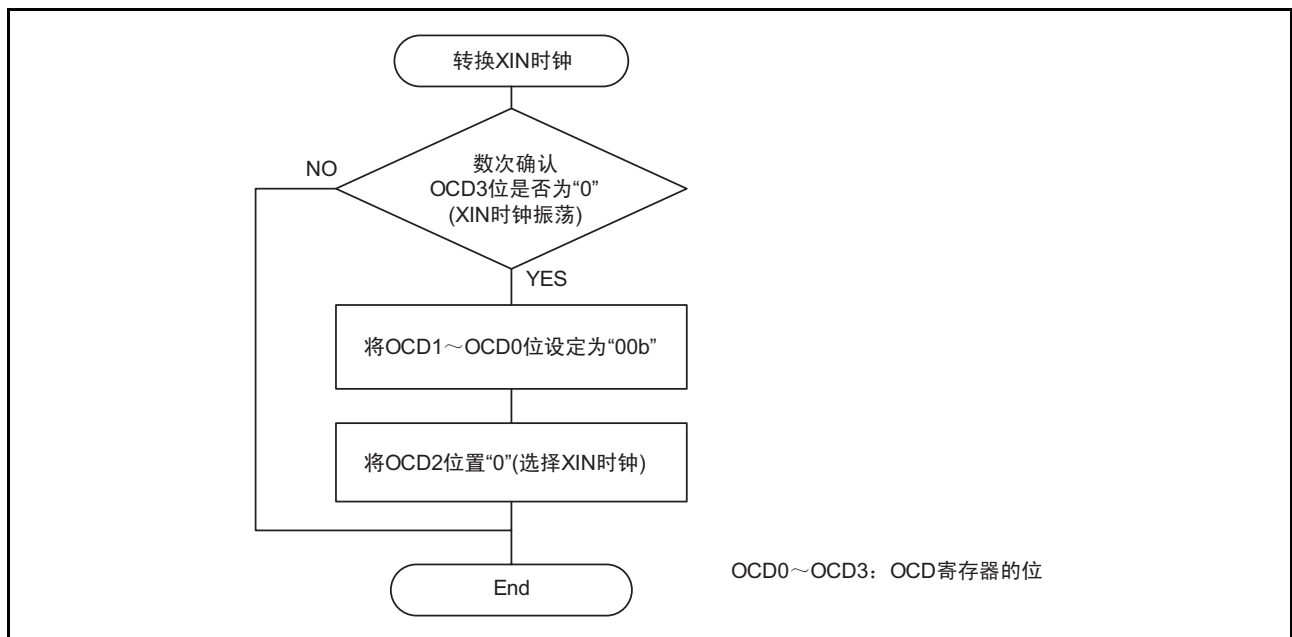 转换XIN时钟
NO
数次确认
OCD3位是否为“0”
(XIN时钟振荡)
YES
将OCD1～OCD0位设定为“00b”
将OCD2位置“0”(选择XIN时钟)
End
OCD0～OCD3：OCD寄存器的位